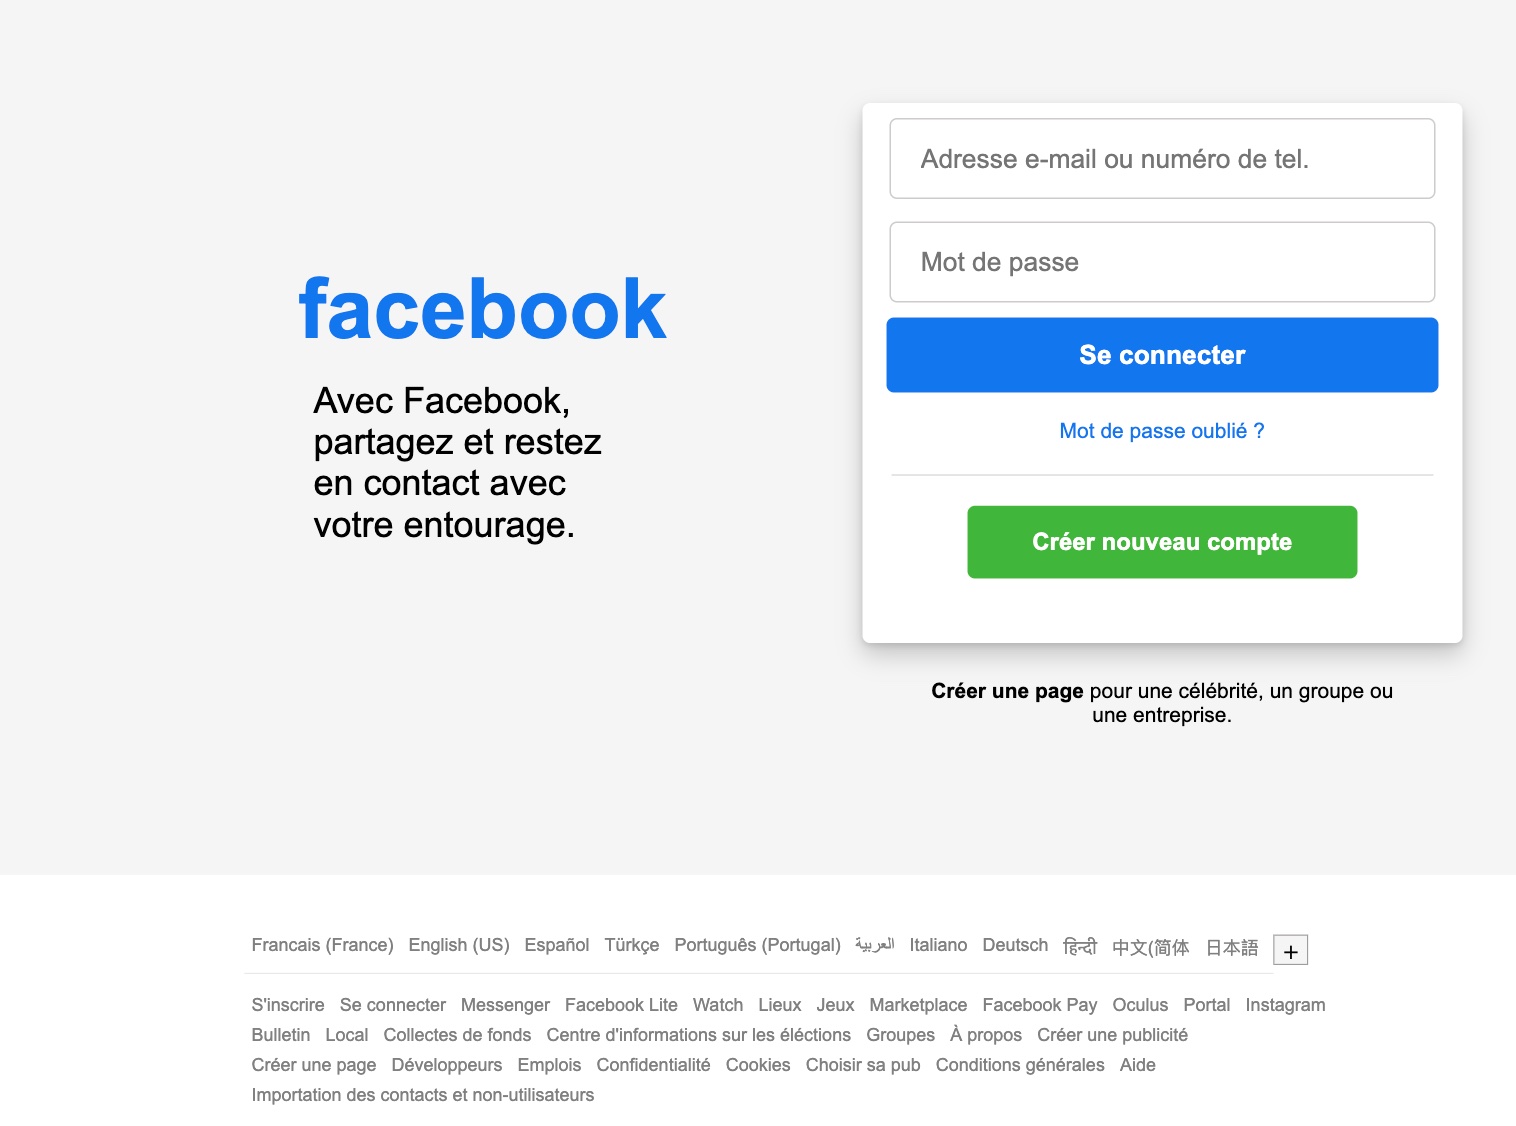 facebook
Avec Facebook,
partagez et restez
en contact avec
votre entourage.
Adresse e-mail ou numéro de tel.
Mot de passe
Se connecter
Mot de passe oublié ?
Créer nouveau compte
Créer une page pour une célébrité, un groupe ou
une entreprise.
Francais (France) English (US) Español Türkçe Português (Portugal) العربية Italiano Deutsch हिन्दी 中文(简体 日本語 +
S'inscrire Se connecter Messenger Facebook Lite Watch Lieux Jeux Marketplace Facebook Pay Oculus Portal Instagram
Bulletin Local Collectes de fonds Centre d'informations sur les éléctions Groupes À propos Créer une publicité
Créer une page Développeurs Emplois Confidentialité Cookies Choisir sa pub Conditions générales Aide
Importation des contacts et non-utilisateurs